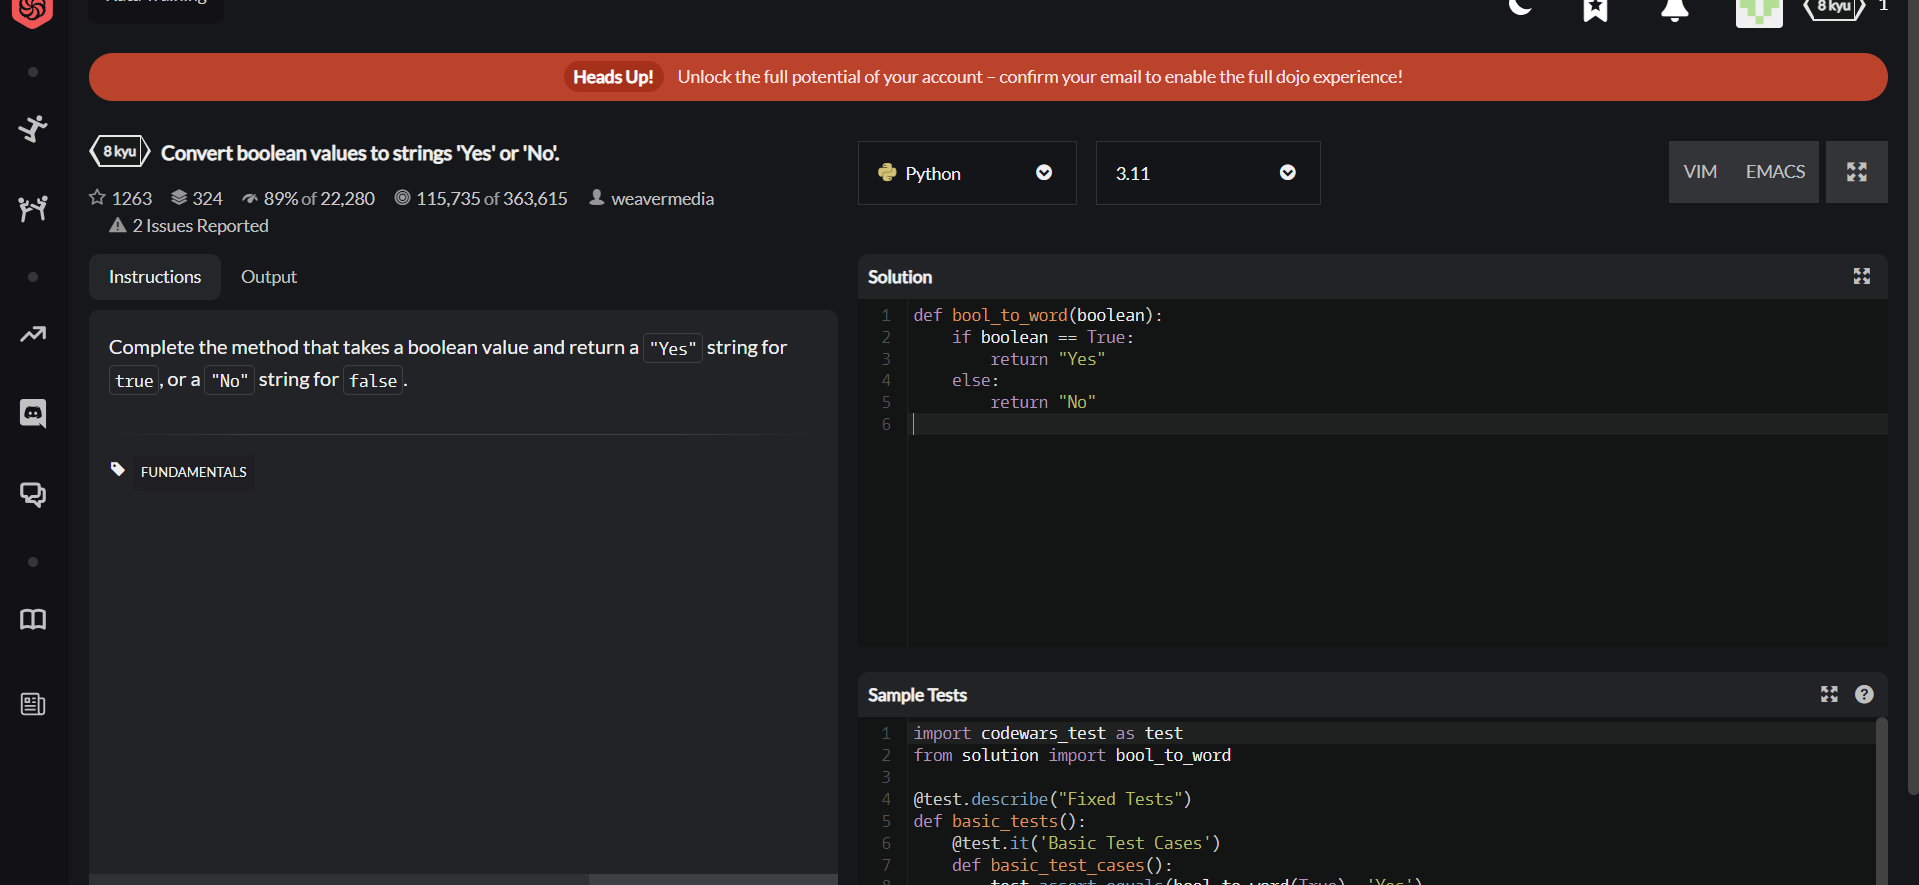 8 kyu 1
Heads Up! Unlock the full potential of your account – confirm your email to enable the full dojo experience!
8 kyu Convert boolean values to strings 'Yes' or 'No'.
1263 324 89% of 22,280 115,735 of 363,615 weavermedia
2 Issues Reported
Python 3.11 VIM EMACS
Instructions Output
Complete the method that takes a boolean value and return a "Yes" string for
true, or a "No" string for false.
FUNDAMENTALS
Solution
1 def bool_to_word(boolean):
2     if boolean == True:
3         return "Yes"
4     else:
5         return "No"
6
Sample Tests
1 import codewars_test as test
2 from solution import bool_to_word
3
4 @test.describe("Fixed Tests")
5 def basic_tests():
6     @test.it('Basic Test Cases')
7     def basic_test_cases():
8         test.assert_equals(bool_to_word(True), 'Yes')